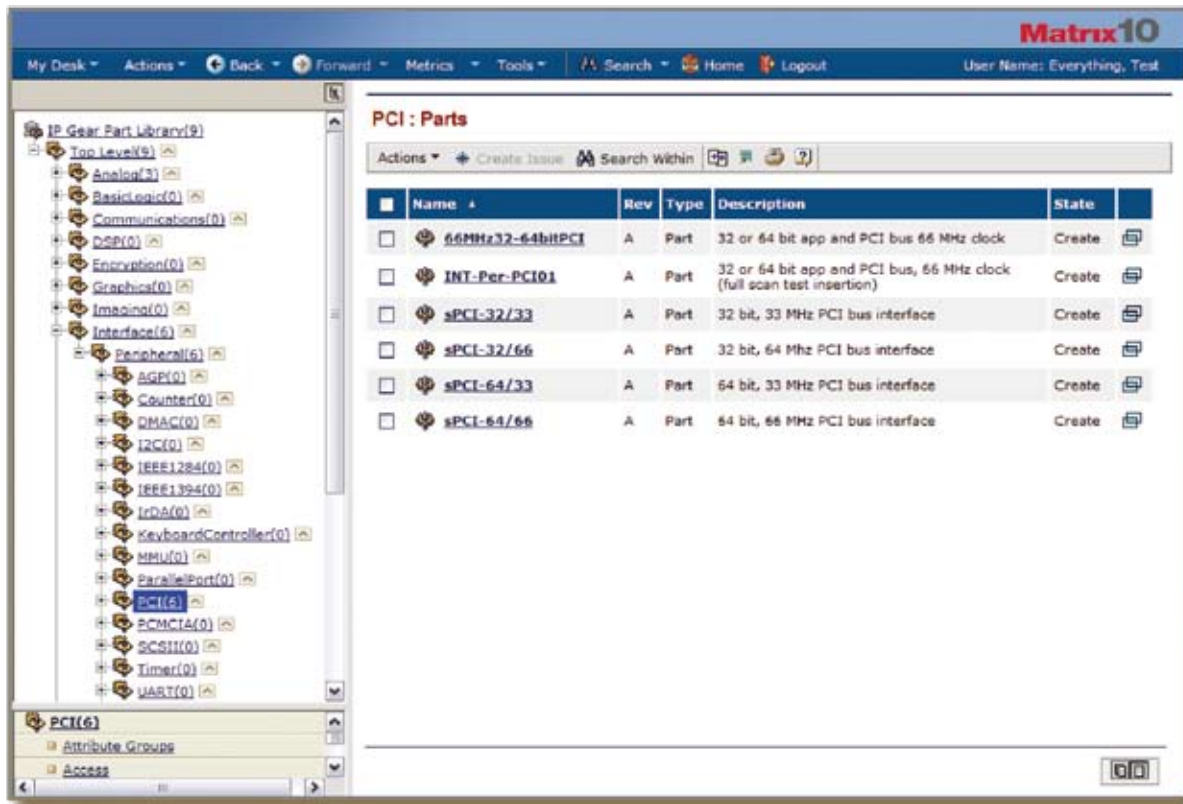 Matrix10
My Desk Actions Back Forward Metrics Tools Search Home Logout User Name: Everything, Test
IP Gear Part Library(9)
Top Level(9)
Analog(3)
BasicLogic(0)
Communications(0)
DSP(0)
Encryption(0)
Graphics(0)
Imaging(0)
Interface(6)
Peripheral(6)
AGP(0)
Counter(0)
DMAC(0)
I2C(0)
IEEE1284(0)
IEEE1394(0)
IrDA(0)
KeyboardController(0)
MMU(0)
ParallelPort(0)
PCI(6)
PCMCIA(0)
SCSII(0)
Timer(0)
UART(0)
PCI(6)
Attribute Groups
Access
PCI : Parts
Actions Create Issue Search Within
Name Rev Type Description State
66MHz32-64bitPCI A Part 32 or 64 bit app and PCI bus 66 MHz clock Create
INT-Per-PCI01 A Part 32 or 64 bit app and PCI bus, 66 MHz clock (full scan test insertion) Create
sPCI-32/33 A Part 32 bit, 33 MHz PCI bus interface Create
sPCI-32/66 A Part 32 bit, 64 Mhz PCI bus interface Create
sPCI-64/33 A Part 64 bit, 33 MHz PCI bus interface Create
sPCI-64/66 A Part 64 bit, 66 MHz PCI bus interface Create